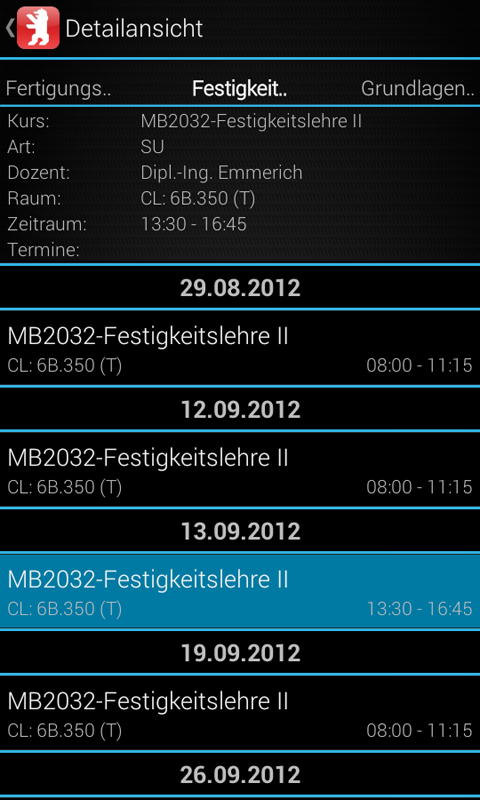 Detailansicht
Fertigungs.. Festigkeit.. Grundlagen..
Kurs: MB2032-Festigkeitslehre II
Art: SU
Dozent: Dipl.-Ing. Emmerich
Raum: CL: 6B.350 (T)
Zeitraum: 13:30 - 16:45
Termine:
29.08.2012
MB2032-Festigkeitslehre II
CL: 6B.350 (T) 08:00 - 11:15
12.09.2012
MB2032-Festigkeitslehre II
CL: 6B.350 (T) 08:00 - 11:15
13.09.2012
MB2032-Festigkeitslehre II
CL: 6B.350 (T) 13:30 - 16:45
19.09.2012
MB2032-Festigkeitslehre II
CL: 6B.350 (T) 08:00 - 11:15
26.09.2012